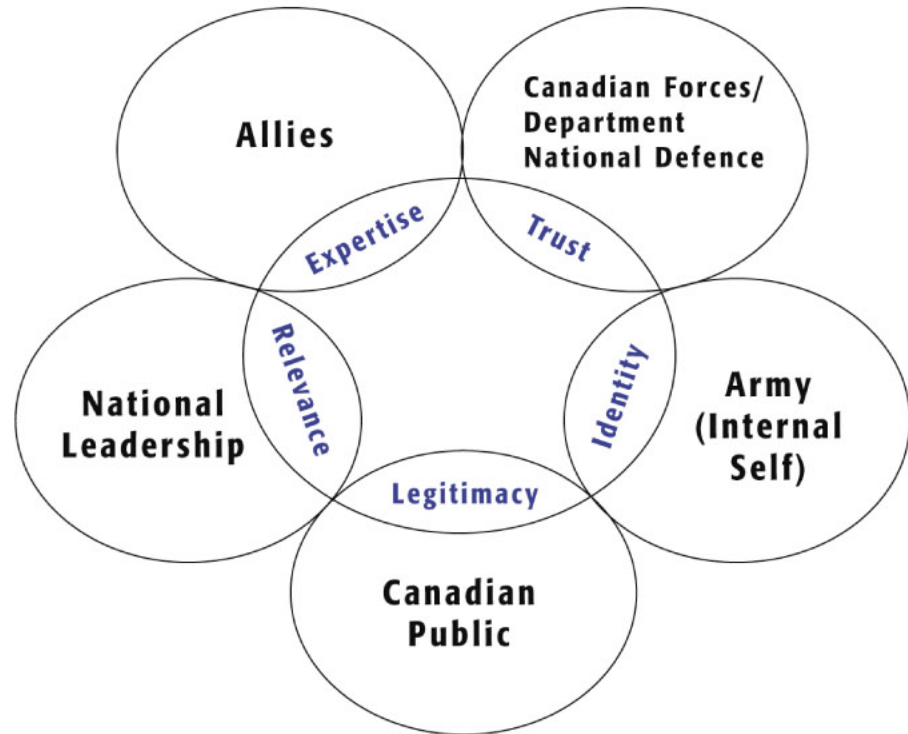 Allies
Canadian Forces/
Department
National Defence
Expertise
Trust
National
Leadership
Relevance
Identity
Army
(Internal
Self)
Legitimacy
Canadian
Public